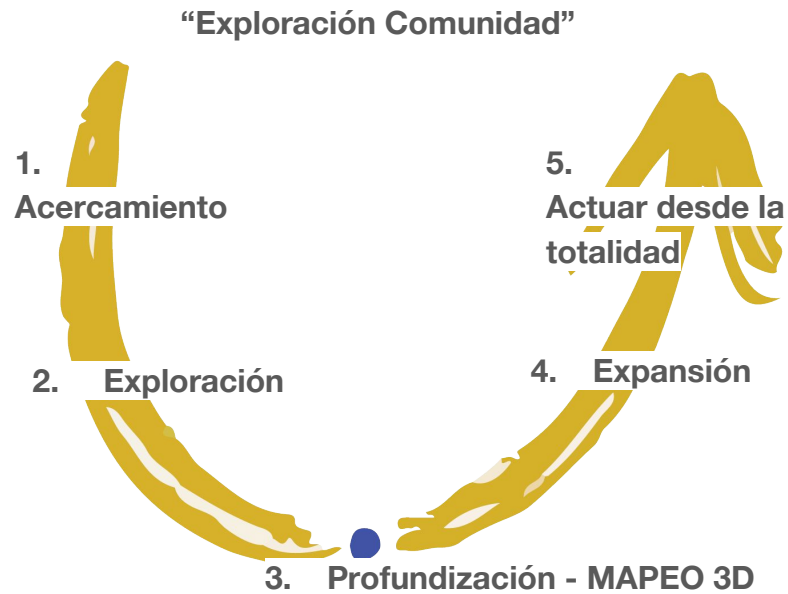 “Exploración Comunidad”
1.
Acercamiento
2. Exploración
3. Profundización - MAPEO 3D
4. Expansión
5.
Actuar desde la
totalidad